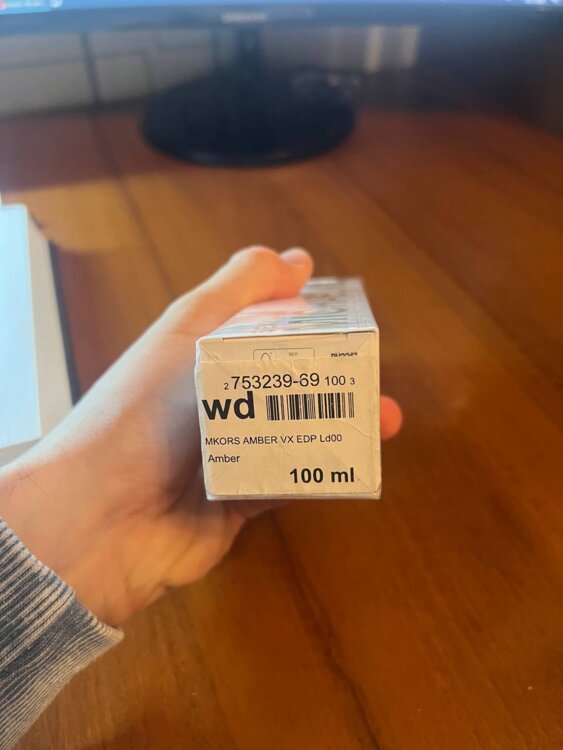 2 753239-69 100 3
wd
MKORS AMBER VX EDP Ld00
Amber
100 ml